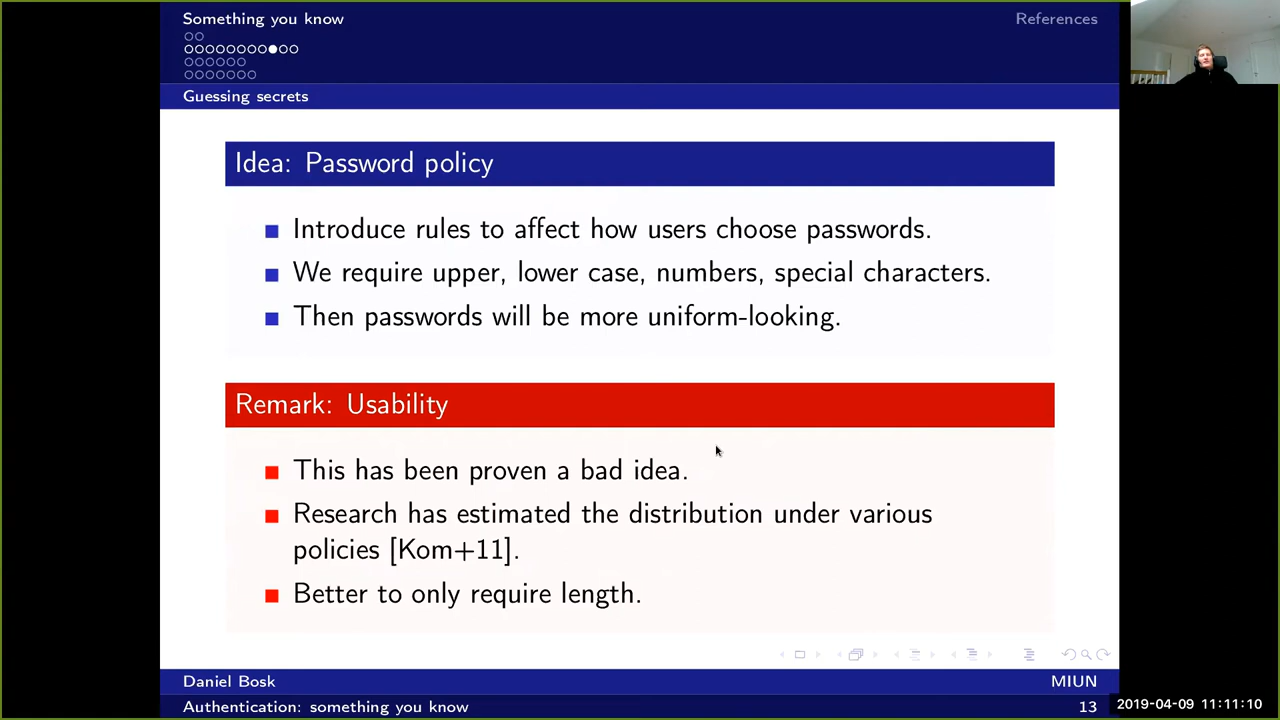 Something you know
References
Guessing secrets
Idea: Password policy
Introduce rules to affect how users choose passwords.
We require upper, lower case, numbers, special characters.
Then passwords will be more uniform-looking.
Remark: Usability
This has been proven a bad idea.
Research has estimated the distribution under various
policies [Kom+11].
Better to only require length.
Daniel Bosk
MIUN
Authentication: something you know
13
2019-04-09 11:11:10